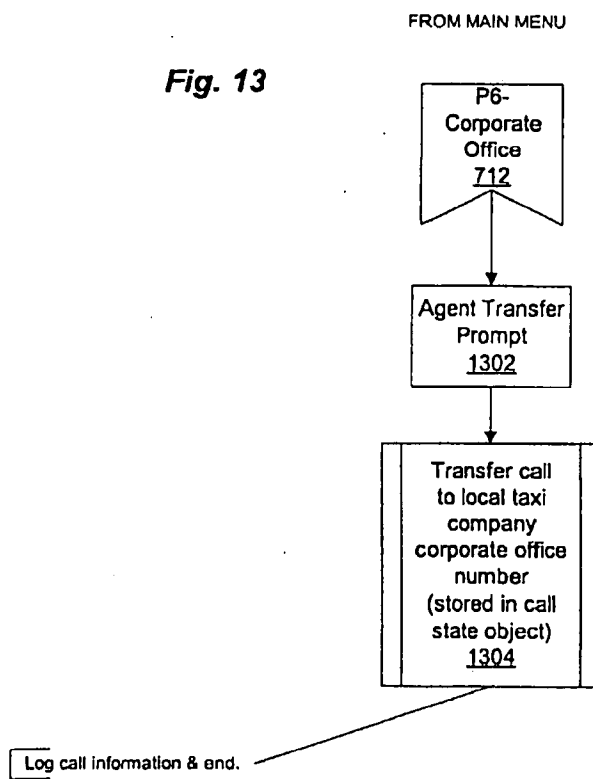 FROM MAIN MENU
Fig. 13
P6-
Corporate
Office
712
Agent Transfer
Prompt
1302
Transfer call
to local taxi
company
corporate office
number
(stored in call
state object)
1304
Log call information & end.